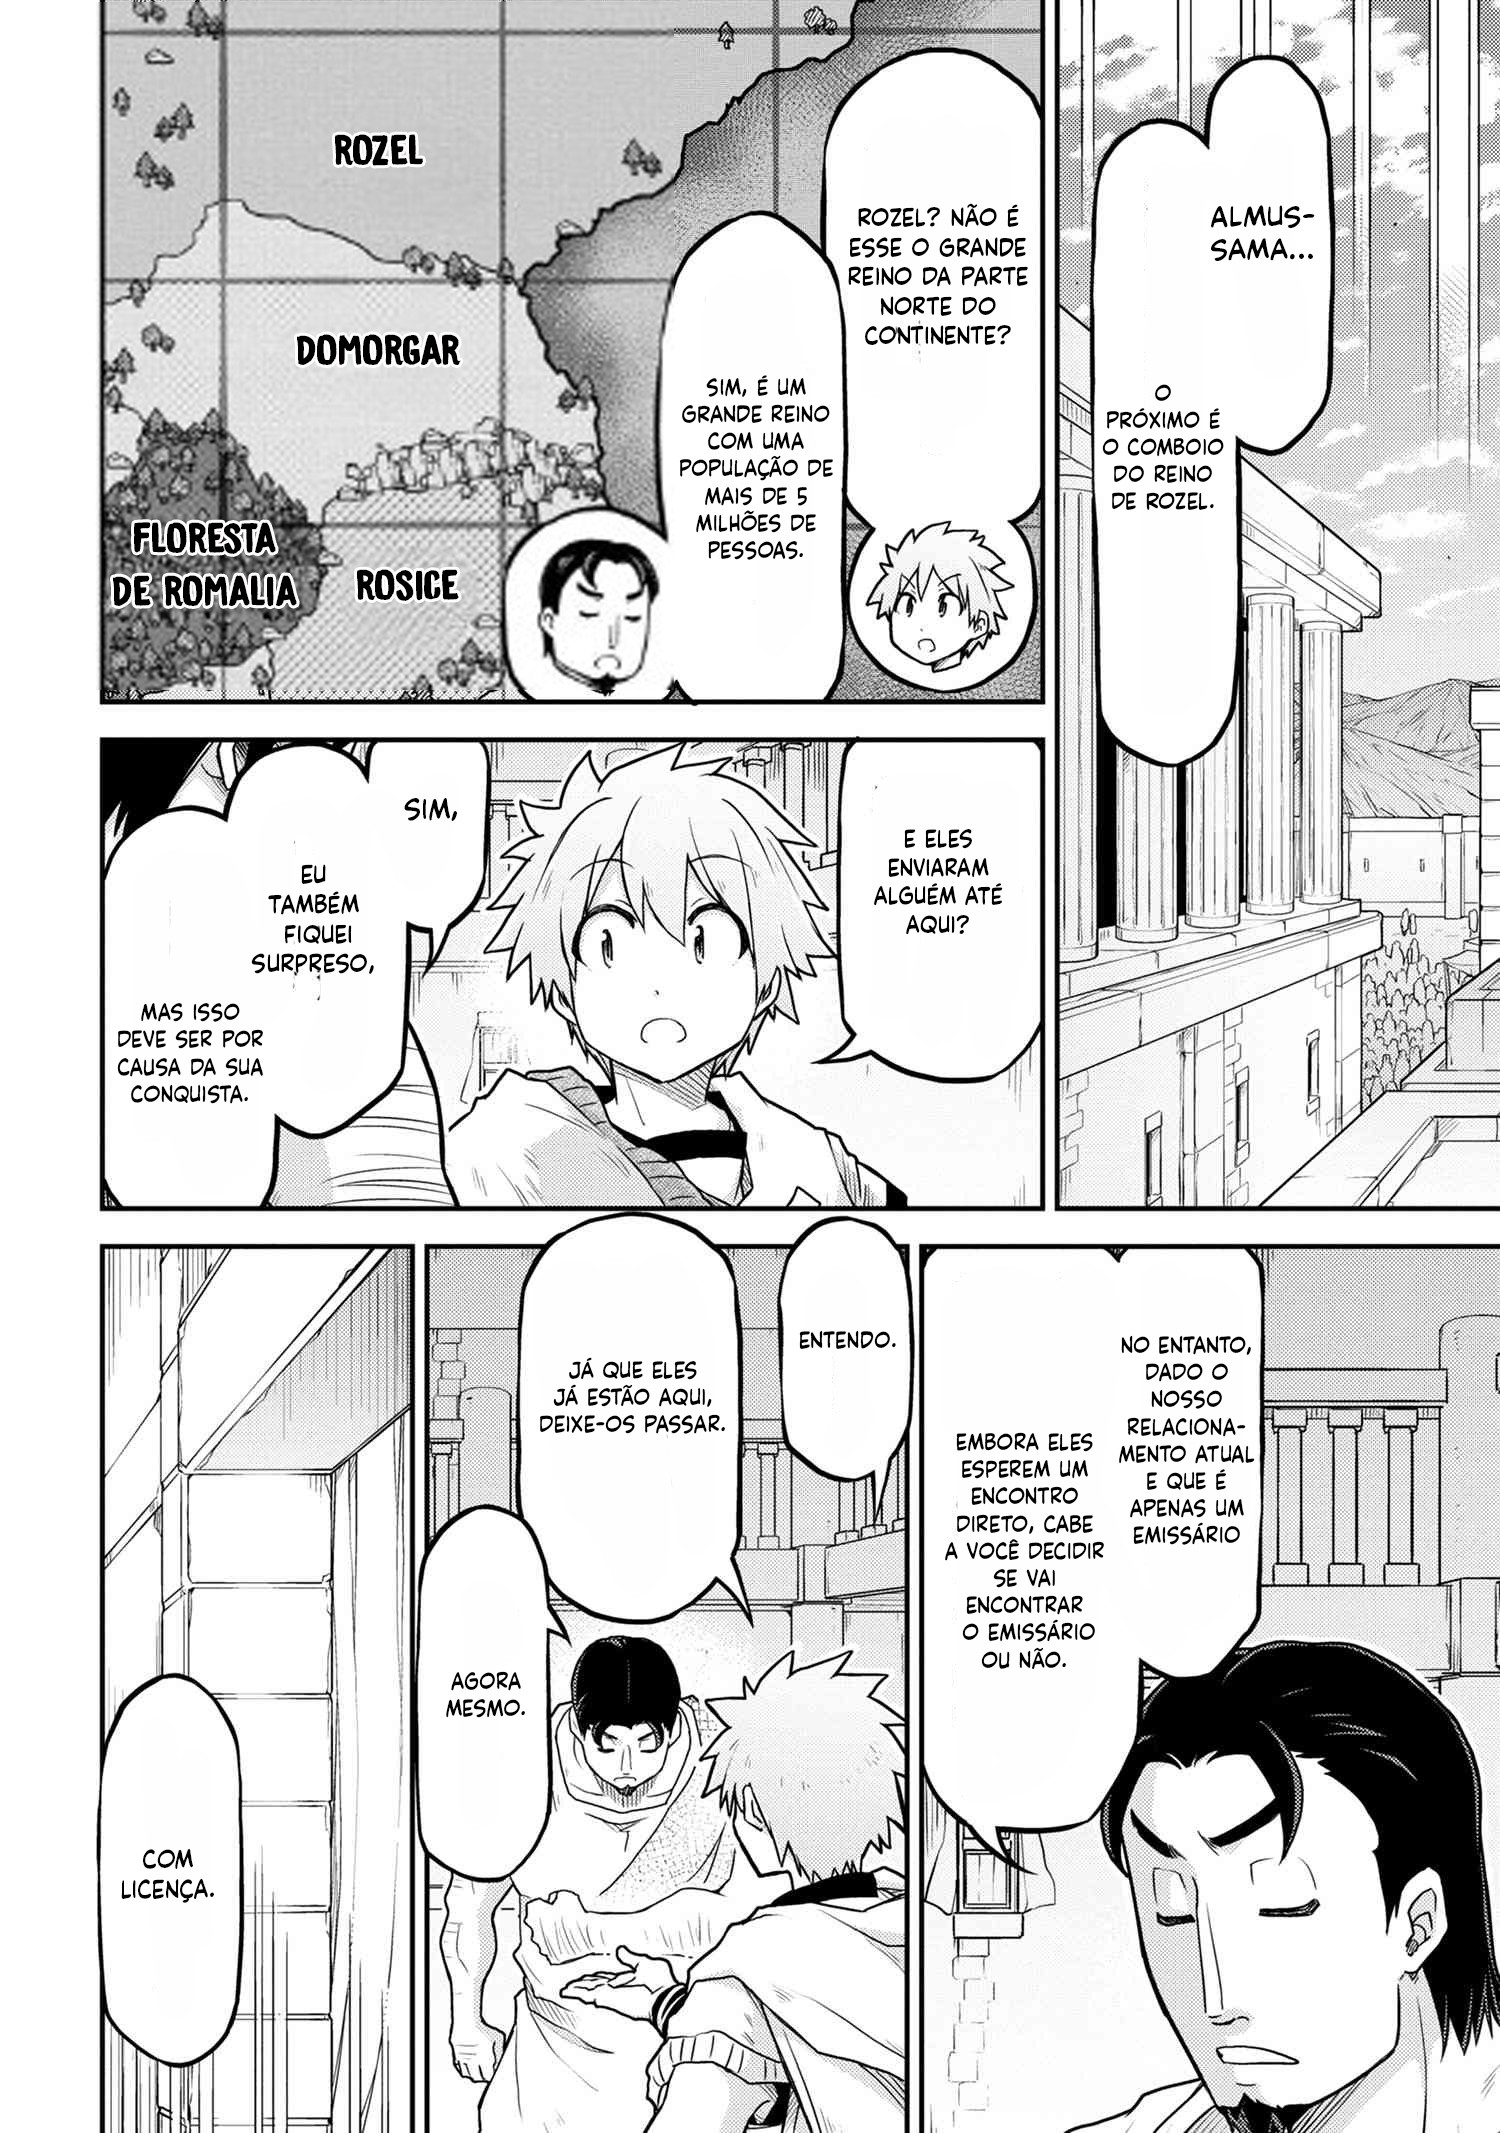 ALMUS-
SAMA...
O
PRÓXIMO É
O COMBOIO
DO REINO
DE ROZEL.
ROZEL? NÃO É
ESSE O GRANDE
REINO DA PARTE
NORTE DO
CONTINENTE?
SIM, É UM
GRANDE REINO
COM UMA
POPULAÇÃO DE
MAIS DE 5
MILHÕES DE
PESSOAS.
ROZEL
DOMORGAR
FLORESTA
DE ROMALIA
ROSICE
E ELES
ENVIARAM
ALGUÉM ATÉ
AQUI?
SIM,
EU
TAMBÉM
FIQUEI
SURPRESO,
MAS ISSO
DEVE SER POR
CAUSA DA SUA
CONQUISTA.
NO ENTANTO,
DADO O
NOSSO
RELACIONA-
MENTO ATUAL
E QUE É
APENAS UM
EMISSÁRIO
EMBORA ELES
ESPEREM UM
ENCONTRO
DIRETO, CABE
A VOCÊ DECIDIR
SE VAI
ENCONTRAR
O EMISSÁRIO
OU NÃO.
ENTENDO.
JÁ QUE ELES
JÁ ESTÃO AQUI,
DEIXE-OS PASSAR.
AGORA
MESMO.
COM
LICENÇA.